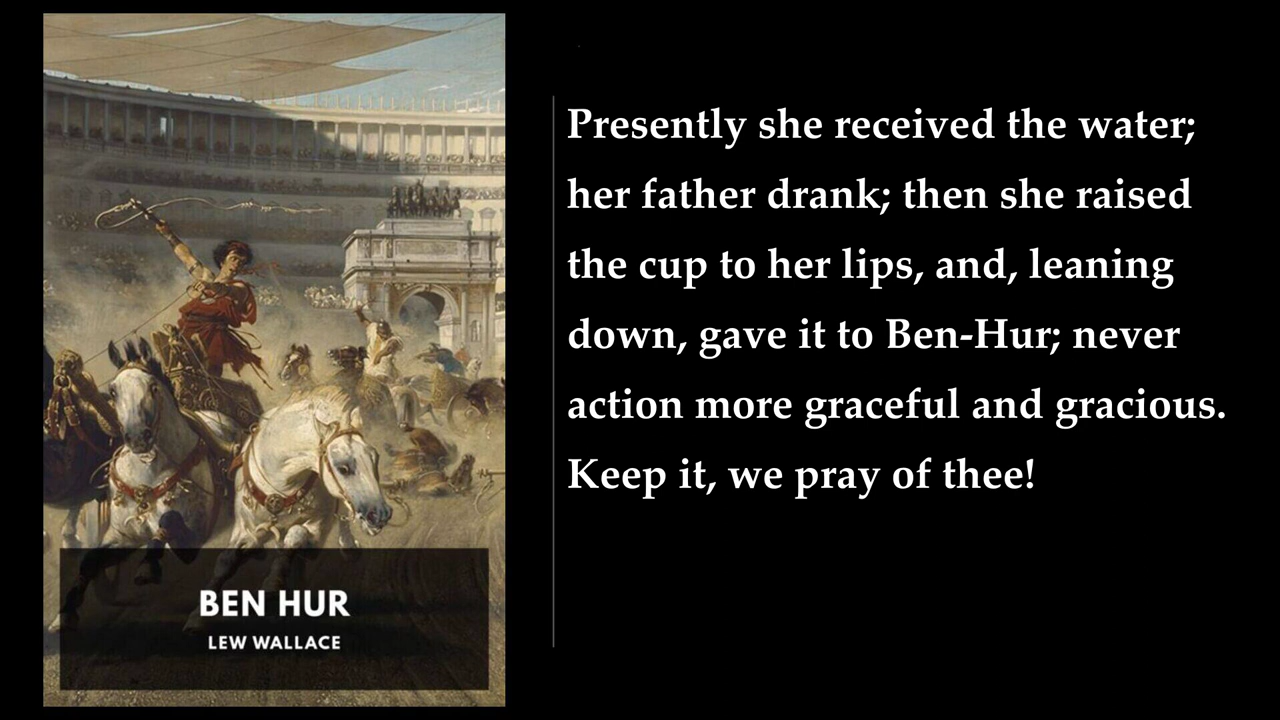 BEN HUR
LEW WALLACE
Presently she received the water;
her father drank; then she raised
the cup to her lips, and, leaning
down, gave it to Ben-Hur; never
action more graceful and gracious.
Keep it, we pray of thee!